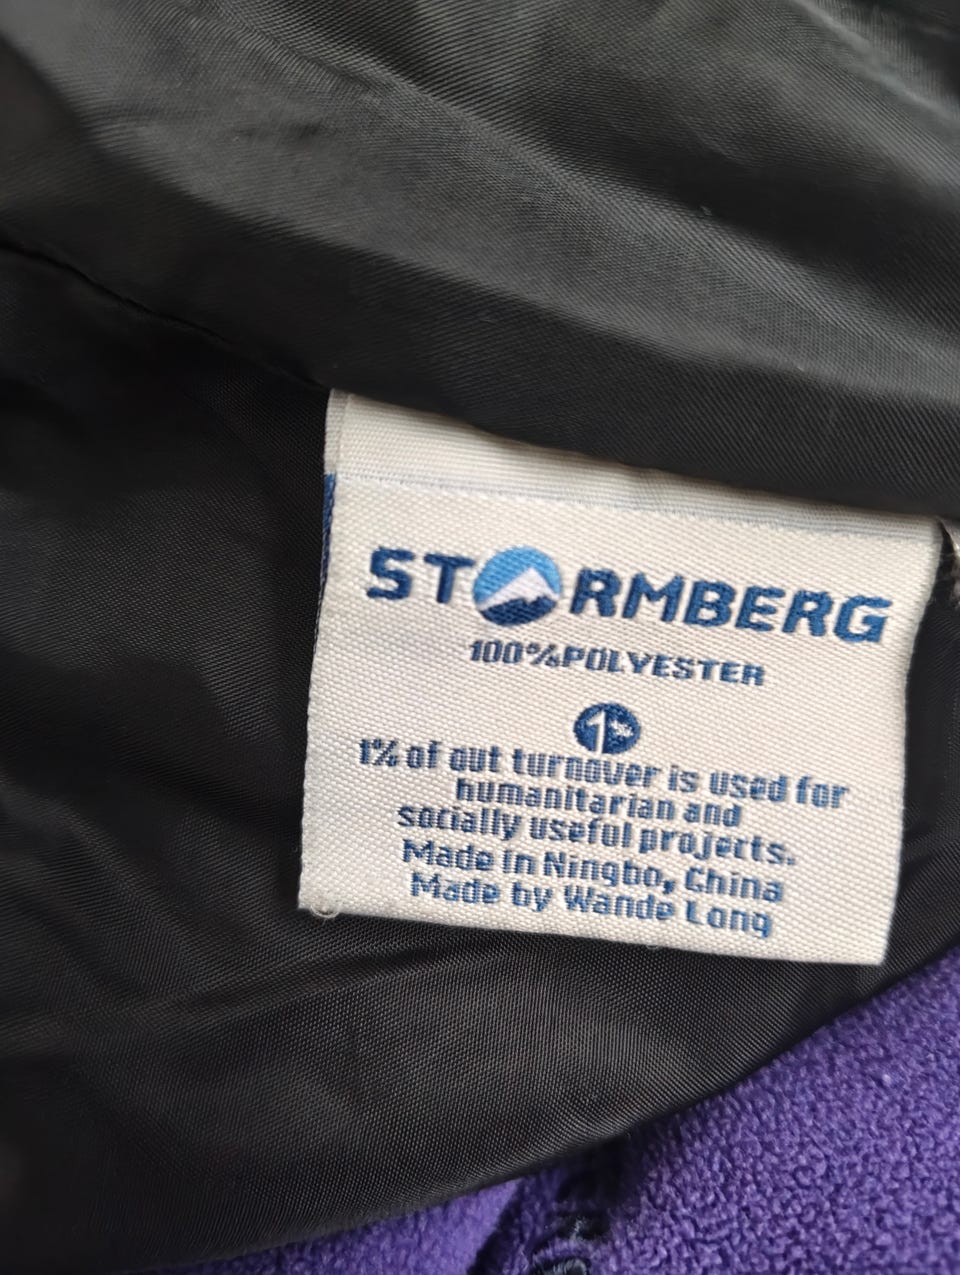 STORMBERG
100%POLYESTER
1%
1% of out turnover is used for
humanitarian and
socially useful projects.
Made in Ningbo, China
Made by Wande Long